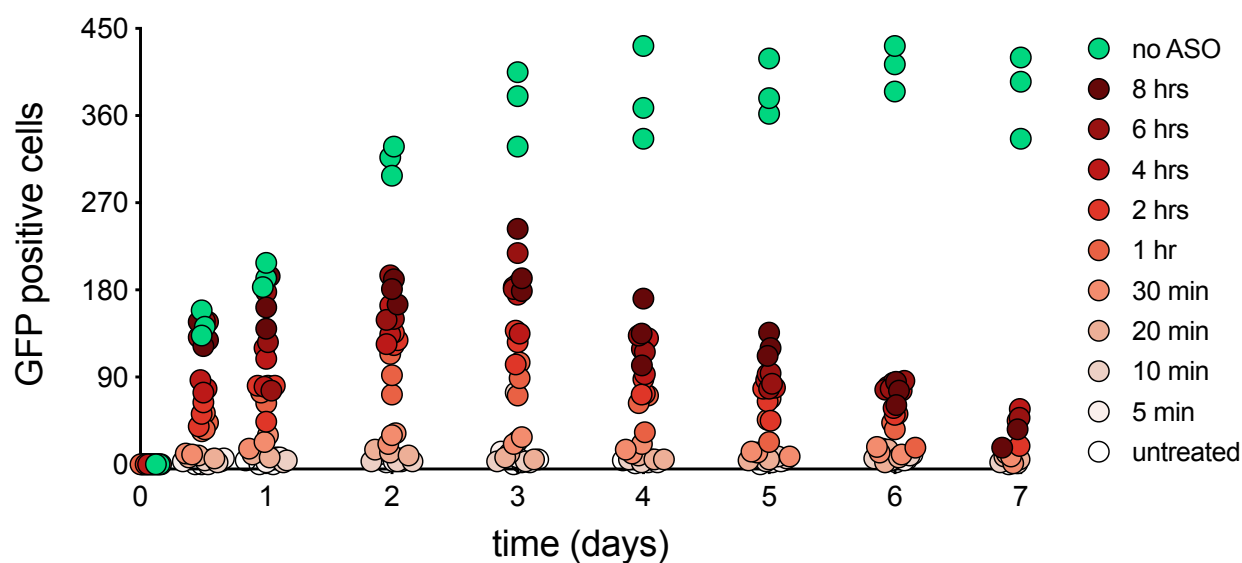 GFP positive cells
450
360
270
180
90
0
0 1 2 3 4 5 6 7
time (days)
no ASO
8 hrs
6 hrs
4 hrs
2 hrs
1 hr
30 min
20 min
10 min
5 min
untreated